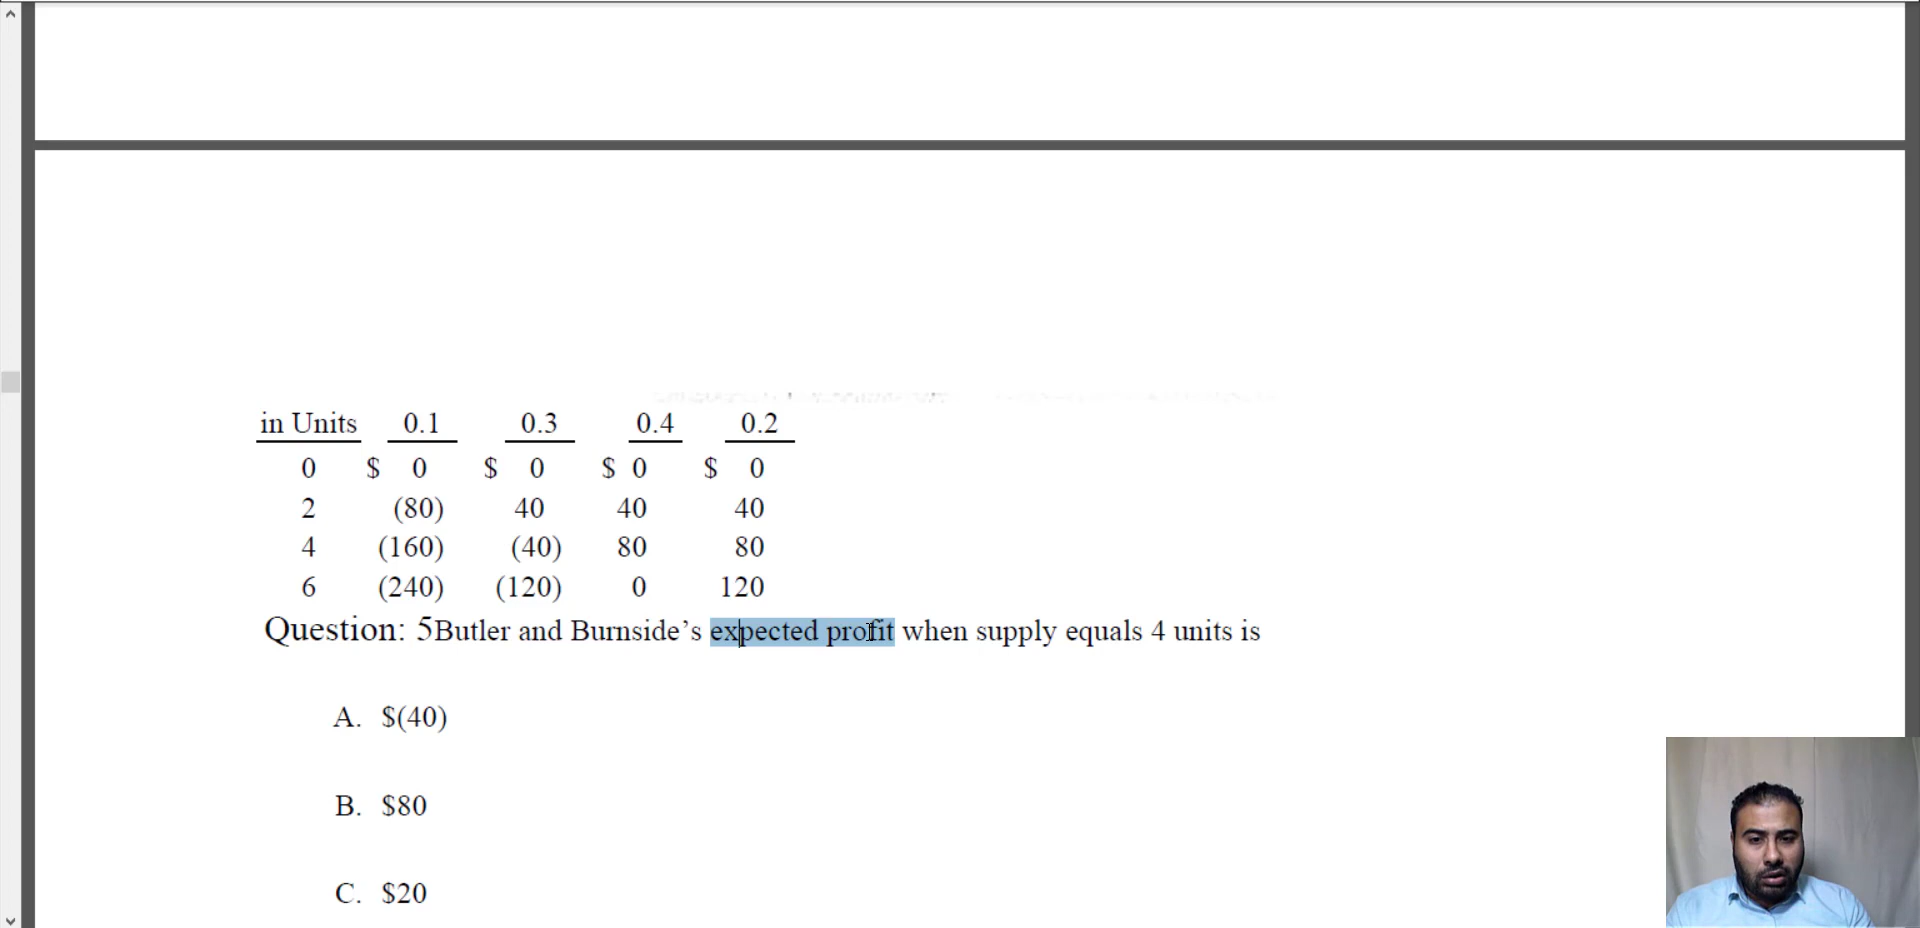 in Units 0.1 0.3 0.4 0.2
0 $ 0 $ 0 $ 0 $ 0
2 (80) 40 40 40
4 (160) (40) 80 80
6 (240) (120) 0 120
Question: 5Butler and Burnside’s expected profit when supply equals 4 units is
A. $(40)
B. $80
C. $20